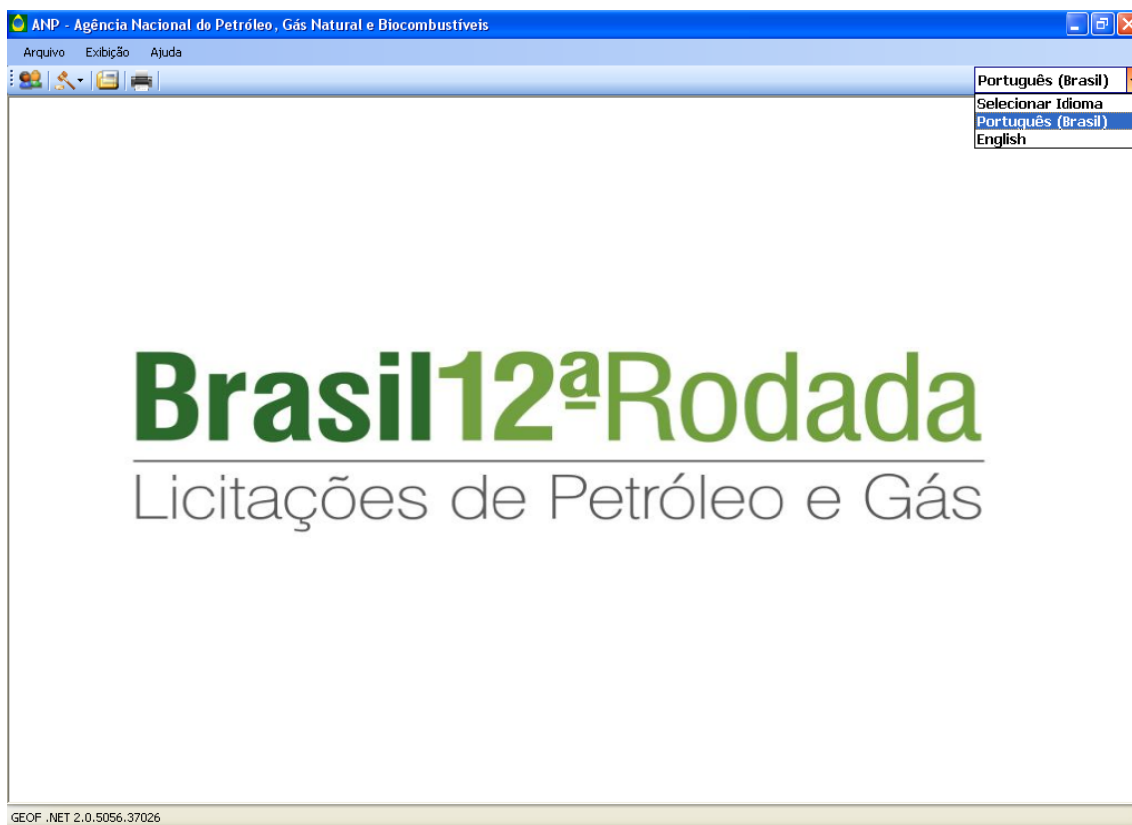 ANP - Agência Nacional do Petróleo, Gás Natural e Biocombustíveis
Arquivo Exibição Ajuda
Português (Brasil)
Selecionar Idioma
Português (Brasil)
English
Brasil12ªRodada
Licitações de Petróleo e Gás
GEOF .NET 2.0.5056.37026